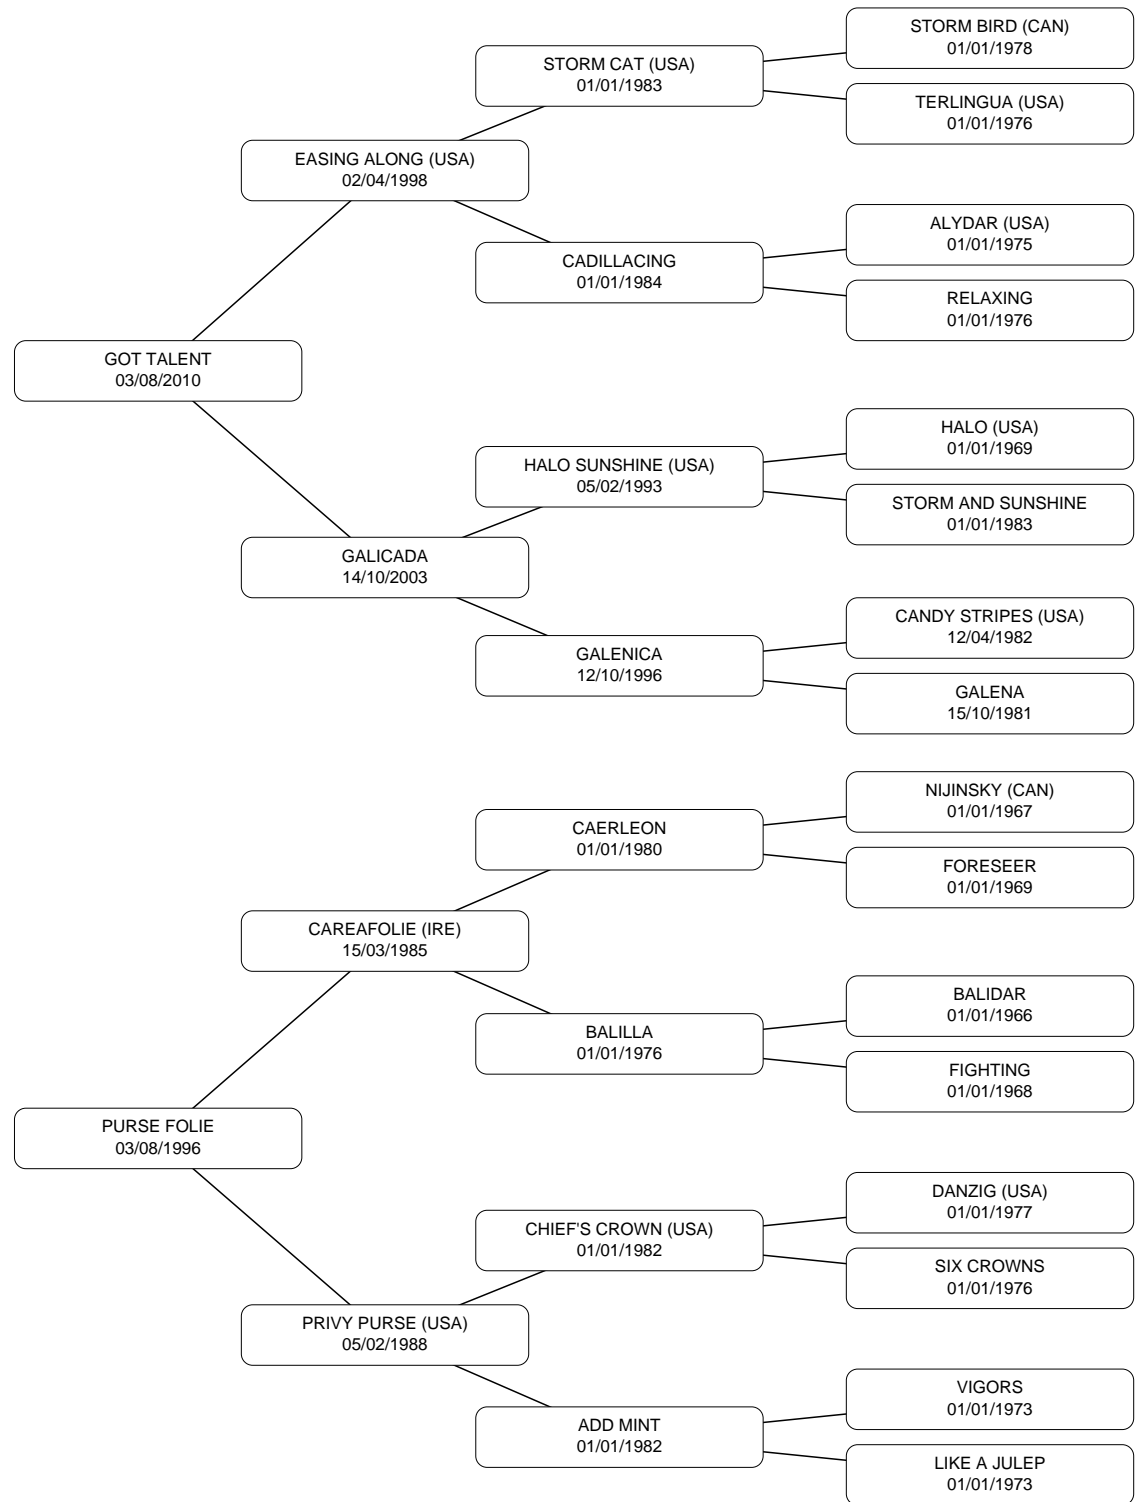 STORM BIRD (CAN)
01/01/1978
STORM CAT (USA)
01/01/1983
TERLINGUA (USA)
01/01/1976
EASING ALONG (USA)
02/04/1998
ALYDAR (USA)
01/01/1975
CADILLACING
01/01/1984
RELAXING
01/01/1976
GOT TALENT
03/08/2010
HALO (USA)
01/01/1969
HALO SUNSHINE (USA)
05/02/1993
STORM AND SUNSHINE
01/01/1983
GALICADA
14/10/2003
CANDY STRIPES (USA)
12/04/1982
GALENICA
12/10/1996
GALENA
15/10/1981
NIJINSKY (CAN)
01/01/1967
CAERLEON
01/01/1980
FORESEER
01/01/1969
CAREAFOLIE (IRE)
15/03/1985
BALIDAR
01/01/1966
BALILLA
01/01/1976
FIGHTING
01/01/1968
PURSE FOLIE
03/08/1996
DANZIG (USA)
01/01/1977
CHIEF'S CROWN (USA)
01/01/1982
SIX CROWNS
01/01/1976
PRIVY PURSE (USA)
05/02/1988
VIGORS
01/01/1973
ADD MINT
01/01/1982
LIKE A JULEP
01/01/1973